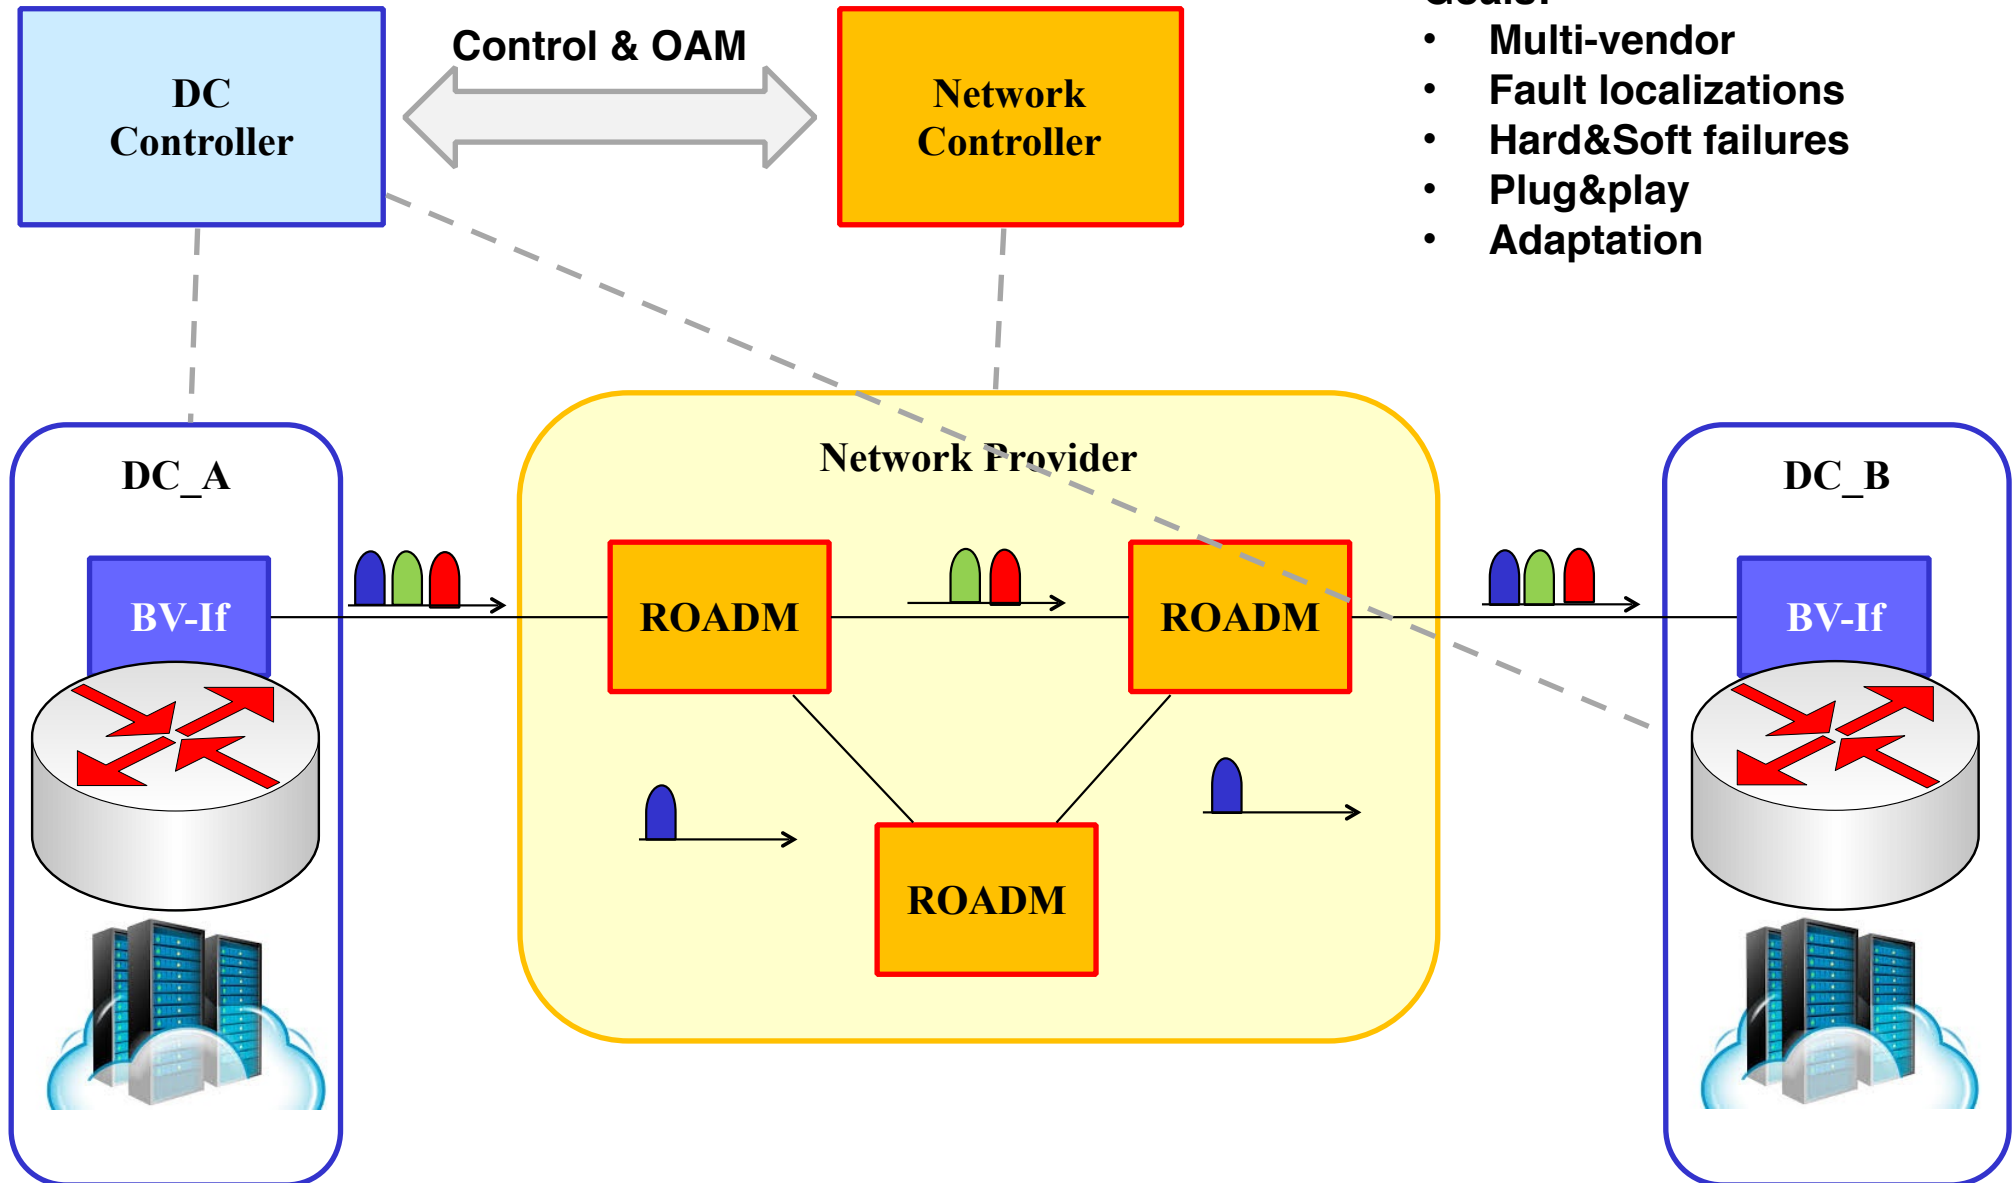 Goals:
Control & OAM
DC
Controller
Network
Controller
• Multi-vendor
• Fault localizations
• Hard&Soft failures
• Plug&play
• Adaptation
Network Provider
DC_A
DC_B
BV-If
ROADM
ROADM
BV-If
ROADM